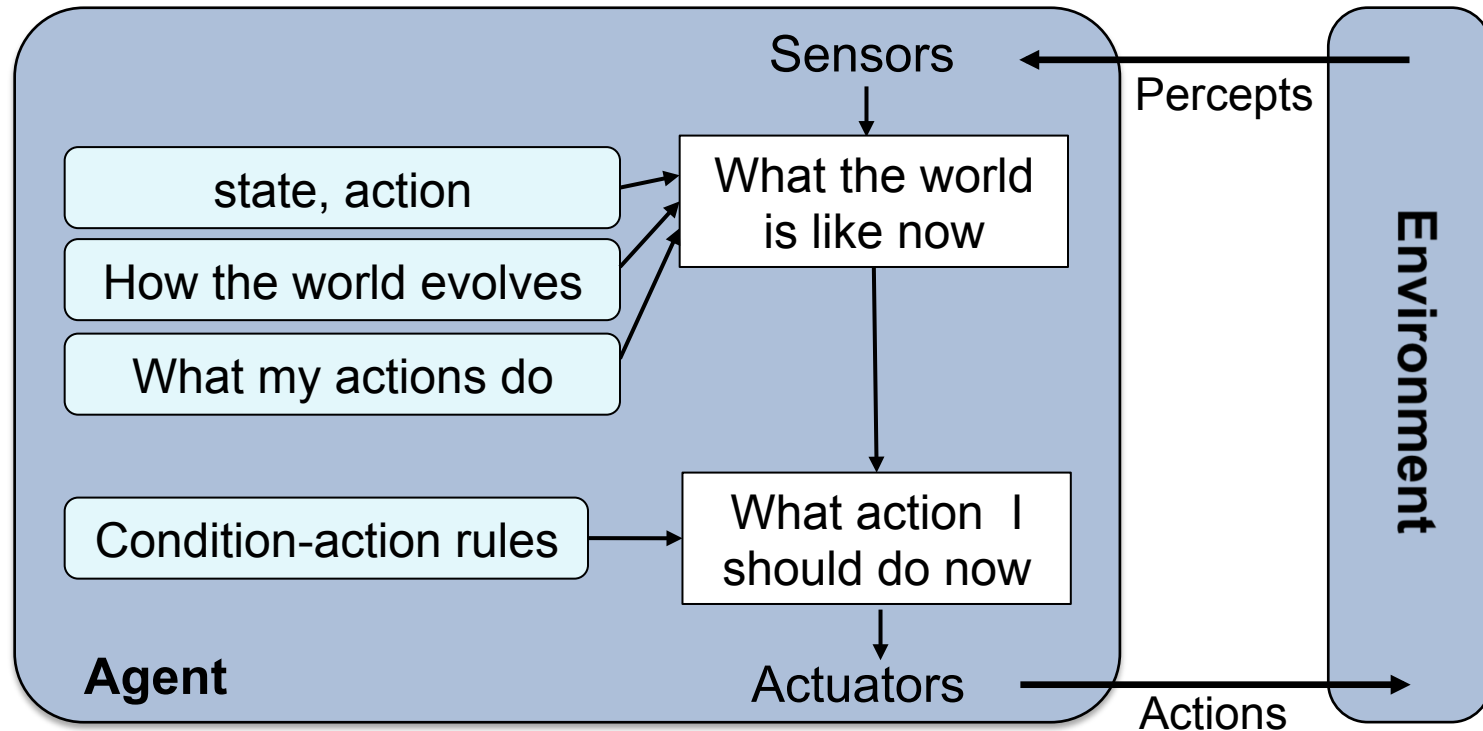 Sensors
Percepts
state, action
What the world
is like now
How the world evolves
What my actions do
Environment
Condition-action rules
What action I
should do now
Agent
Actuators
Actions